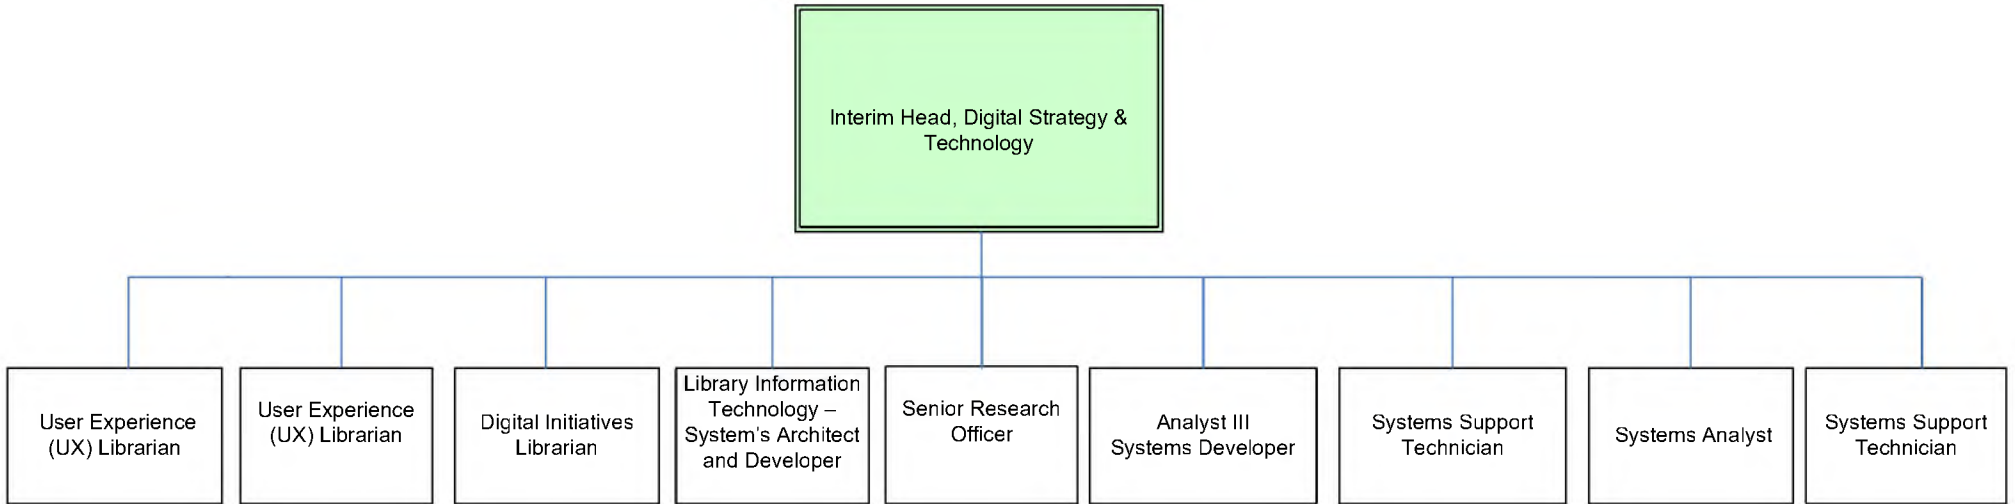 Interim Head, Digital Strategy &
Technology
User Experience
(UX) Librarian
User Experience
(UX) Librarian
Digital Initiatives
Librarian
Library Information
Technology –
System's Architect
and Developer
Senior Research
Officer
Analyst III
Systems Developer
Systems Support
Technician
Systems Analyst
Systems Support
Technician